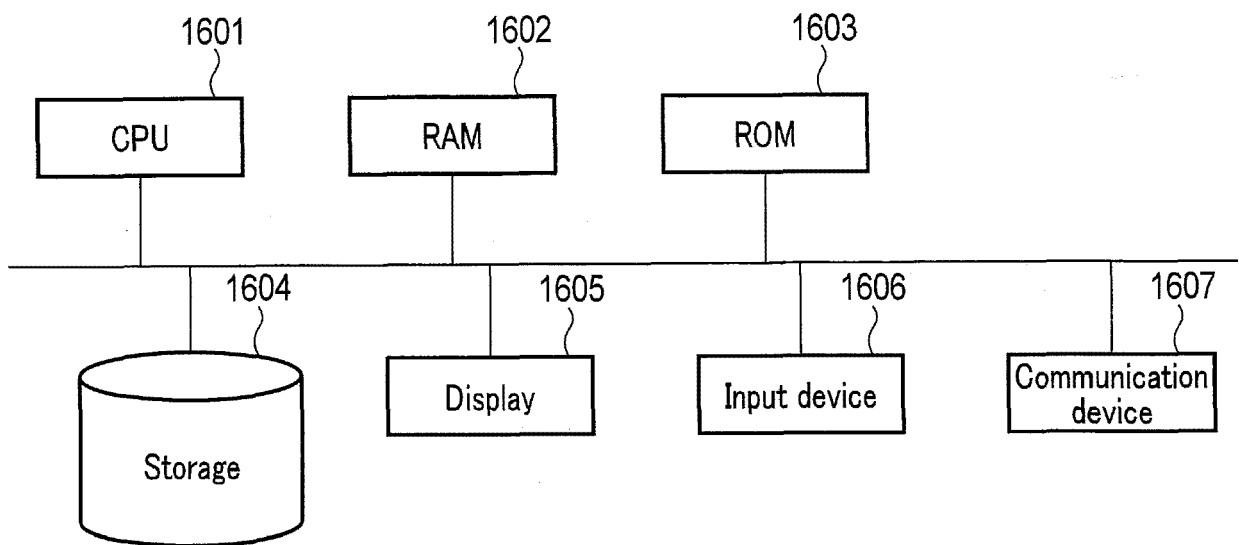 1601
1602
1603
CPU
RAM
ROM
1604
1605
1606
1607
Storage
Display
Input device
Communication
device